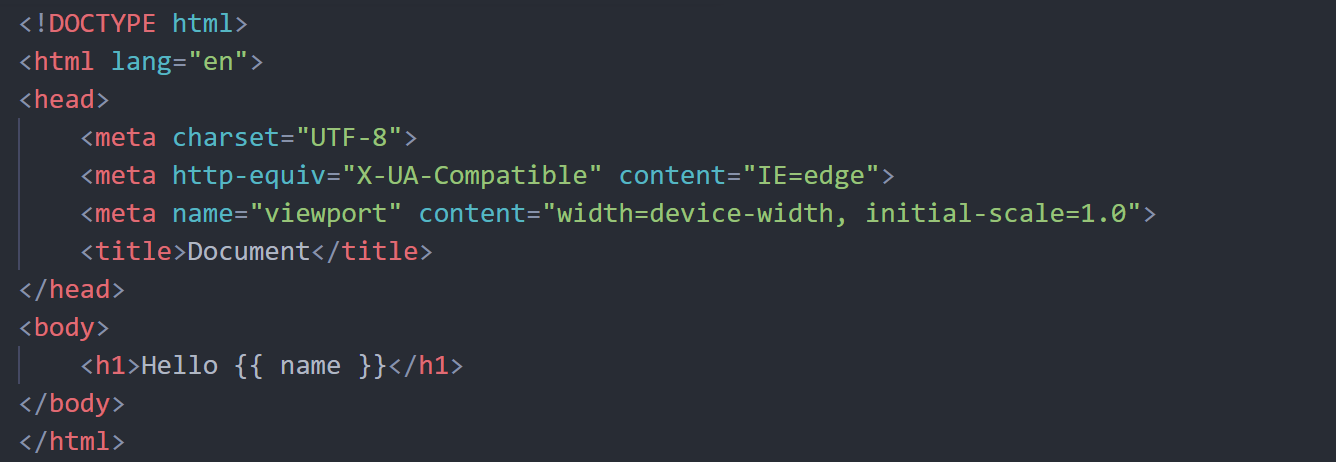 <!DOCTYPE html>
<html lang="en">
<head>
    <meta charset="UTF-8">
    <meta http-equiv="X-UA-Compatible" content="IE=edge">
    <meta name="viewport" content="width=device-width, initial-scale=1.0">
    <title>Document</title>
</head>
<body>
    <h1>Hello {{ name }}</h1>
</body>
</html>